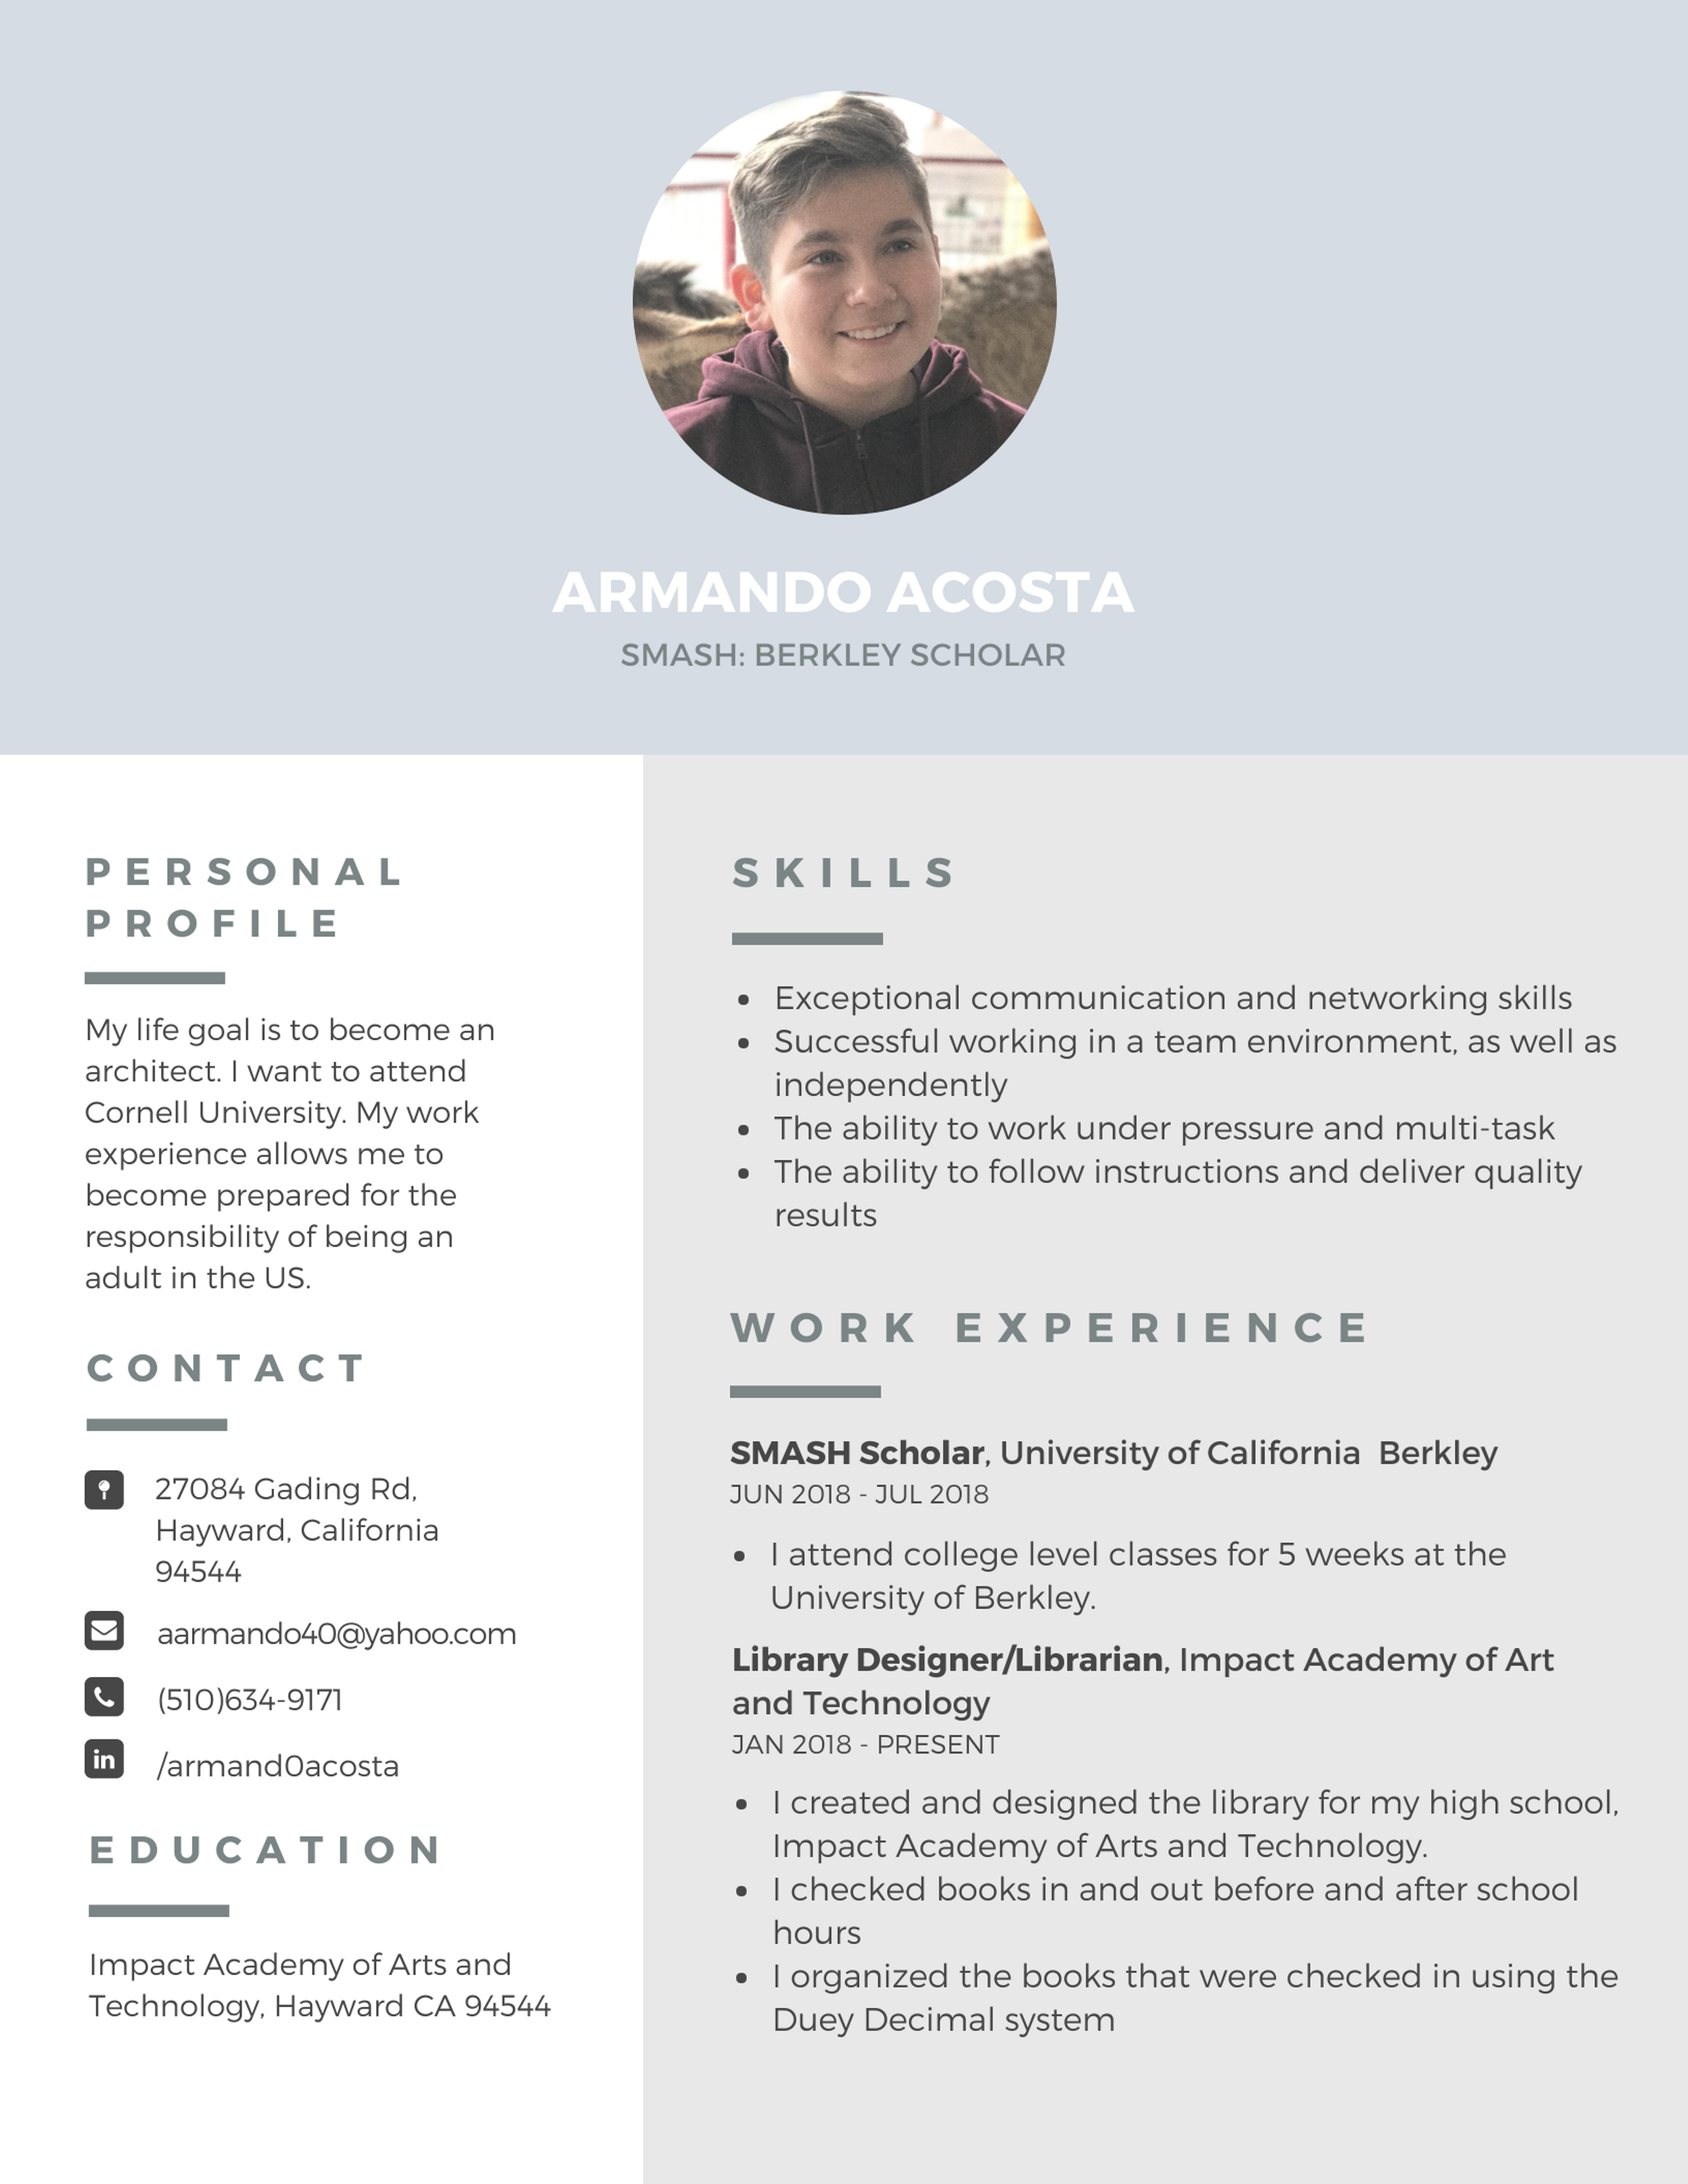 ARMANDO ACOSTA
SMASH: BERKLEY SCHOLAR
PERSONAL
PROFILE
My life goal is to become an
architect. I want to attend
Cornell University. My work
experience allows me to
become prepared for the
responsibility of being an
adult in the US.
CONTACT
27084 Gading Rd,
Hayward, California
94544
aarmando40@yahoo.com
(510)634-9171
in
/armand0acosta
EDUCATION
Impact Academy of Arts and
Technology, Hayward CA 94544
SKILLS
• Exceptional communication and networking skills
• Successful working in a team environment, as well as
independently
• The ability to work under pressure and multi-task
• The ability to follow instructions and deliver quality
results
WORK EXPERIENCE
SMASH Scholar, University of California  Berkley
JUN 2018 - JUL 2018
• I attend college level classes for 5 weeks at the
University of Berkley.
Library Designer/Librarian, Impact Academy of Art
and Technology
JAN 2018 - PRESENT
• I created and designed the library for my high school,
Impact Academy of Arts and Technology.
• I checked books in and out before and after school
hours
• I organized the books that were checked in using the
Duey Decimal system